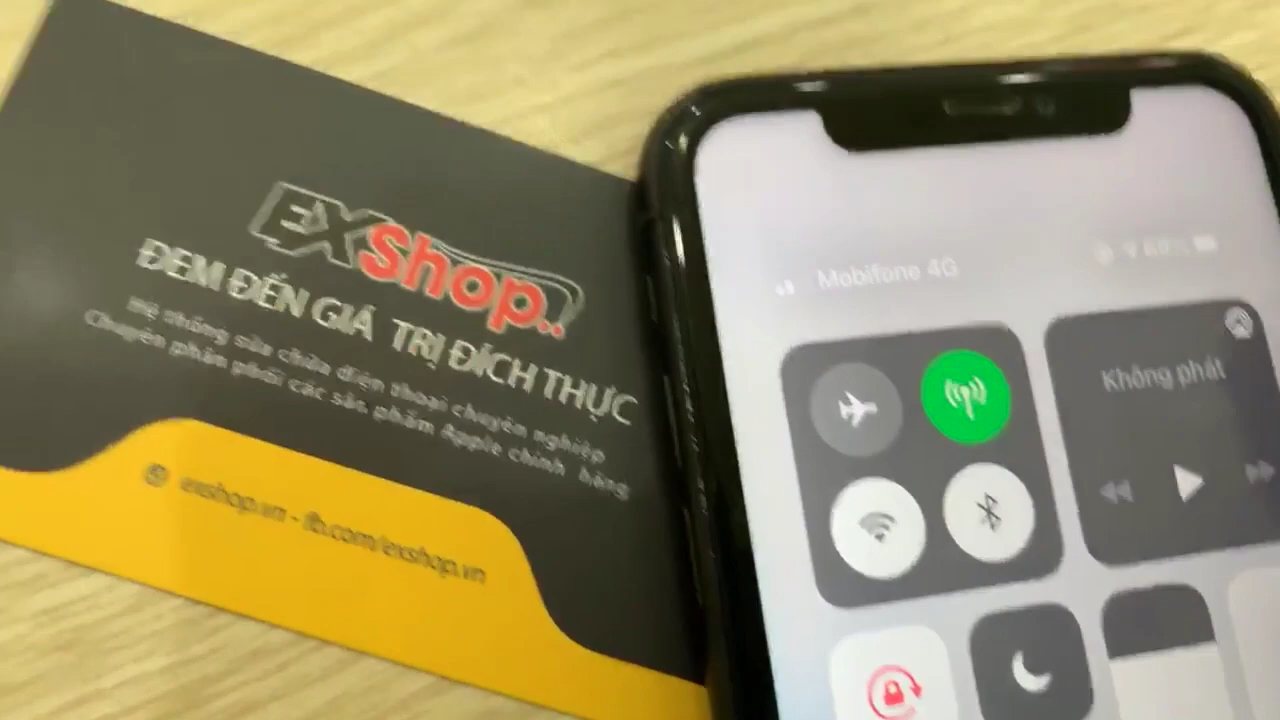 EXShop..
ĐEM ĐẾN GIÁ TRỊ ĐÍCH THỰC
Hệ thống sửa chữa điện thoại chuyên nghiệp
Chuyên phân phối các sản phẩm Apple chính hãng
exshop.vn - fb.com/exshop.vn
Mobifone 4G
Không phát